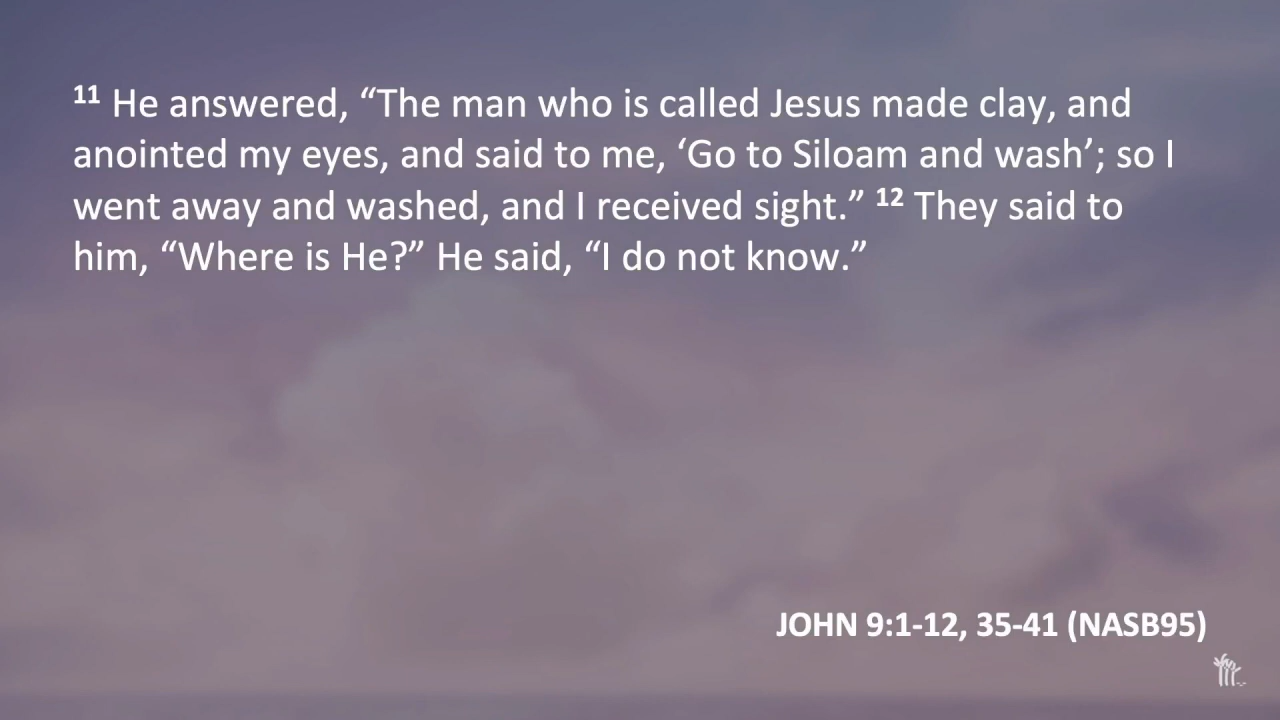 11 He answered, “The man who is called Jesus made clay, and
anointed my eyes, and said to me, ‘Go to Siloam and wash’; so I
went away and washed, and I received sight.” 12 They said to
him, “Where is He?” He said, “I do not know.”
JOHN 9:1-12, 35-41 (NASB95)